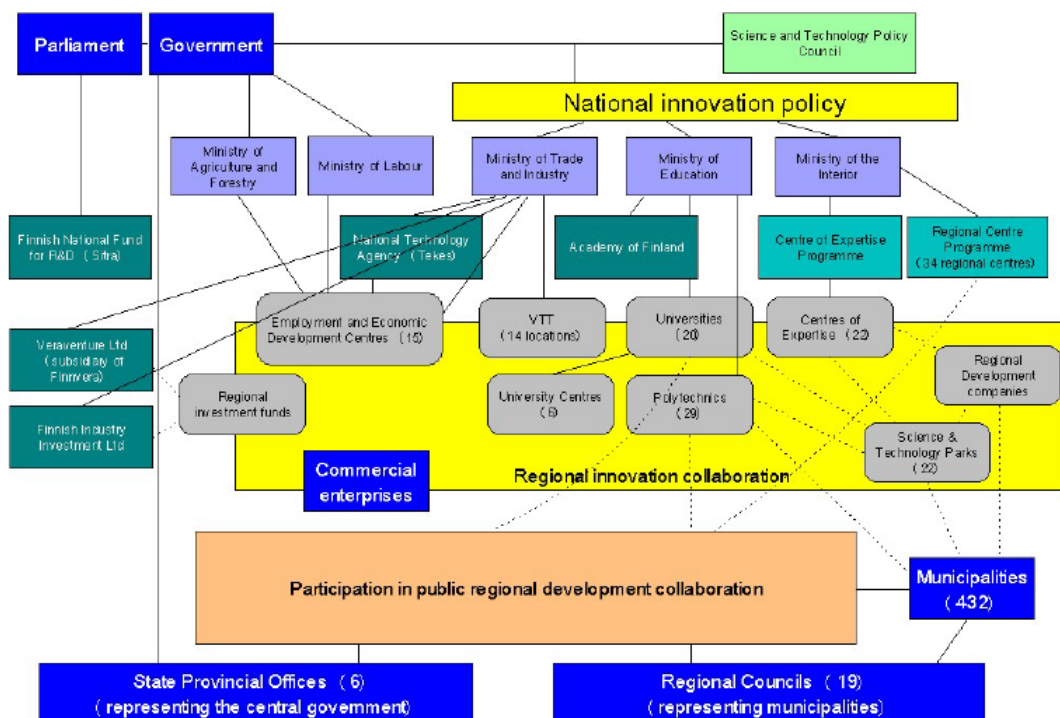 Parliament
Government
Science and Technology Policy
Council
National innovation policy
Ministry of
Agriculture and
Forestry
Ministry of Labour
Ministry of Trade
and Industry
Ministry of
Education
Ministry of the
Interior
Finnish National Fund
for R&D (Sitra)
National Technology
Agency (Tekes)
Academy of Finland
Centre of Expertise
Programme
Regional Centre
Programme
(34 regional centres)
Employment and Economic
Development Centres (15)
VTT
(14 locations)
Universities
(20)
Centres of
Expertise (22)
Veraventure Ltd
(subsidiary of
Finnvera)
Regional
investment funds
University Centres
(6)
Polytechnics
(29)
Regional
Development
companies
Finnish Industry
Investment Ltd
Science &
Technology Parks
(22)
Commercial
enterprises
Regional innovation collaboration
Participation in public regional development collaboration
Municipalities
(432)
State Provincial Offices (6)
(representing the central government)
Regional Councils (19)
(representing municipalities)